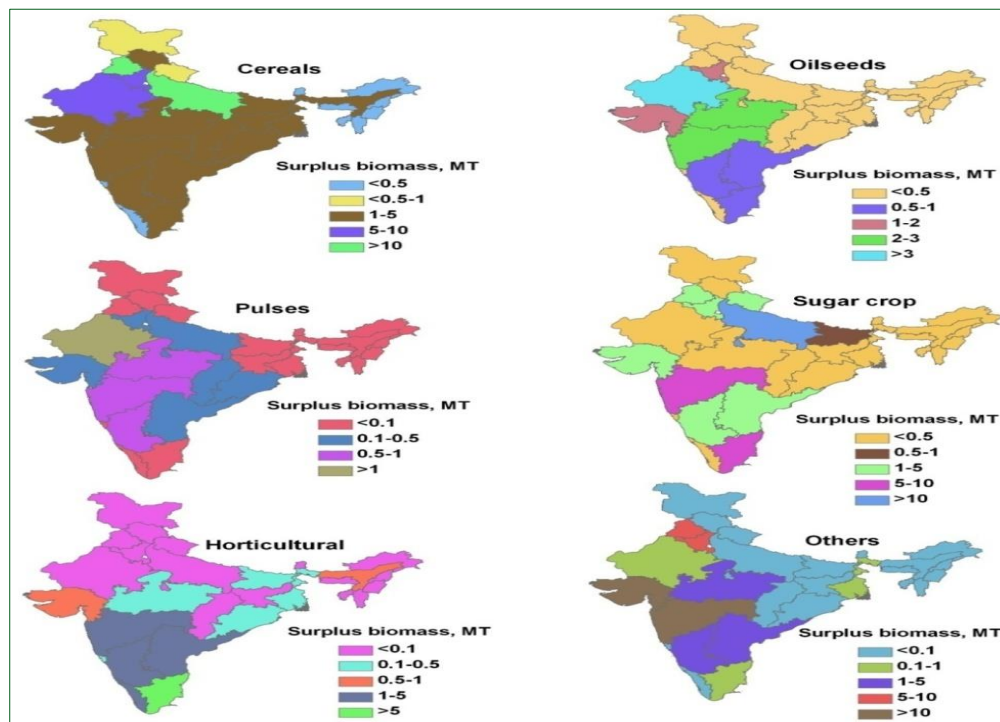 Cereals
Surplus biomass, MT
<0.5
<0.5-1
1-5
5-10
>10
Oilseeds
Surplus biomass, MT
<0.5
0.5-1
1-2
2-3
>3
Pulses
Surplus biomass, MT
<0.1
0.1-0.5
0.5-1
>1
Sugar crop
Surplus biomass, MT
<0.5
0.5-1
1-5
5-10
>10
Horticultural
Surplus biomass, MT
<0.1
0.1-0.5
0.5-1
1-5
>5
Others
Surplus biomass, MT
<0.1
0.1-1
1-5
5-10
>10